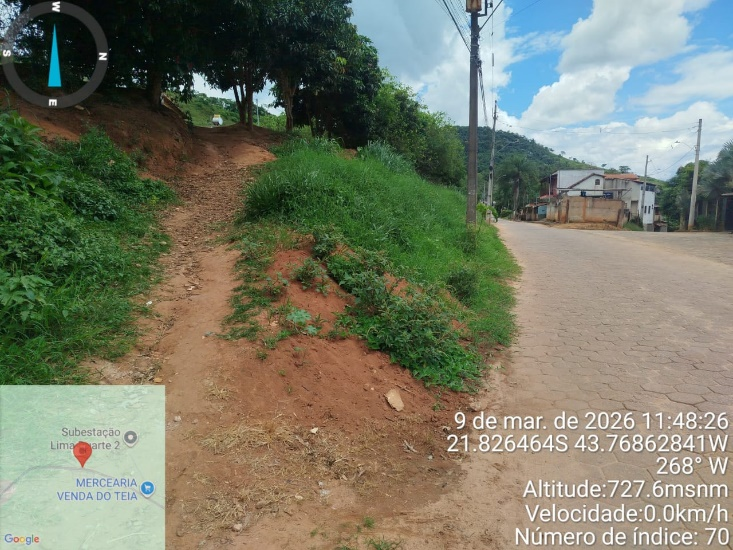 W
S
N
E
9 de mar. de 2026 11:48:26
21.826464S 43.76862841W
268° W
Altitude:727.6msnm
Velocidade:0.0km/h
Número de índice: 70
Subestação
Lima Duarte 2
MERCEARIA
VENDA DO TEIA
Google